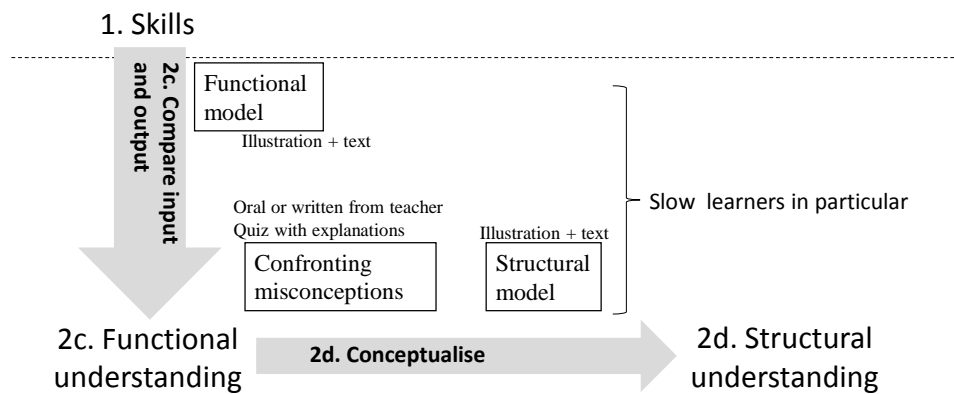 1. Skills
2c. Compare input
and output
Functional
model
Illustration + text
Slow learners in particular
Oral or written from teacher
Quiz with explanations
Confronting
misconceptions
Illustration + text
Structural
model
2c. Functional
understanding
2d. Conceptualise
2d. Structural
understanding